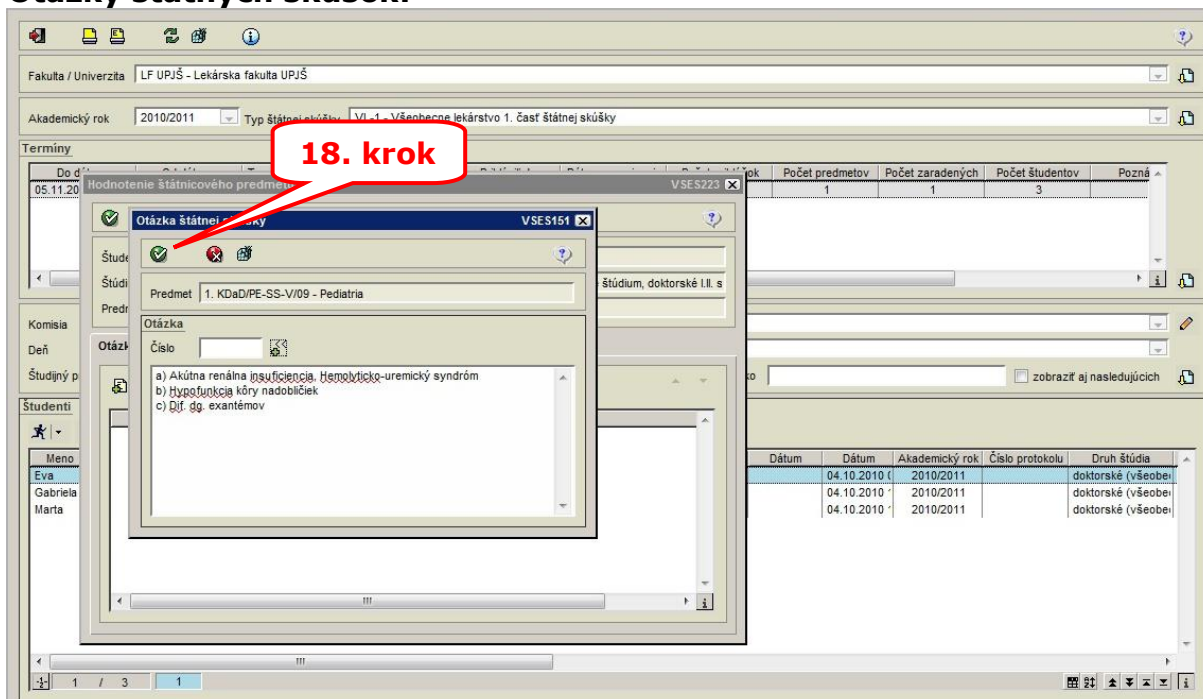 Otázky štátnych skúšok:
Fakulta / Univerzita LF UPJŠ - Lekárska fakulta UPJŠ
Akademický rok 2010/2011 Typ štátnej skúšky VL-1 - Všeobecne lekárstvo 1. časť štátnej skúšky
18. krok
Termíny
Počet predmetov Počet zaradených Počet študentov Pozná
05.11.20 1 1 3
Hodnotenie štátnicového predmetu VSES223
Otázka štátnej skúšky VSES151
Štúdi štúdium, doktorské I.II. s
Predmet 1. KDaD/PE-SS-V/09 - Pediatria
Predr
Otázka
Komisia
Číslo
Deň
Otázk
a) Akútna renálna insuficiencia, Hemolyticko-uremický syndróm
b) Hypofunkcia kôry nadobličiek
c) Dif. dg. exantémov
Študijný p zobraziť aj nasledujúcich
Študenti
Meno Dátum Dátum Akademický rok Číslo protokolu Druh štúdia
Eva 04.10.2010 2010/2011 doktorské (všeobe
Gabriela 04.10.2010 2010/2011 doktorské (všeobe
Marta 04.10.2010 2010/2011 doktorské (všeobe
1 / 3 1